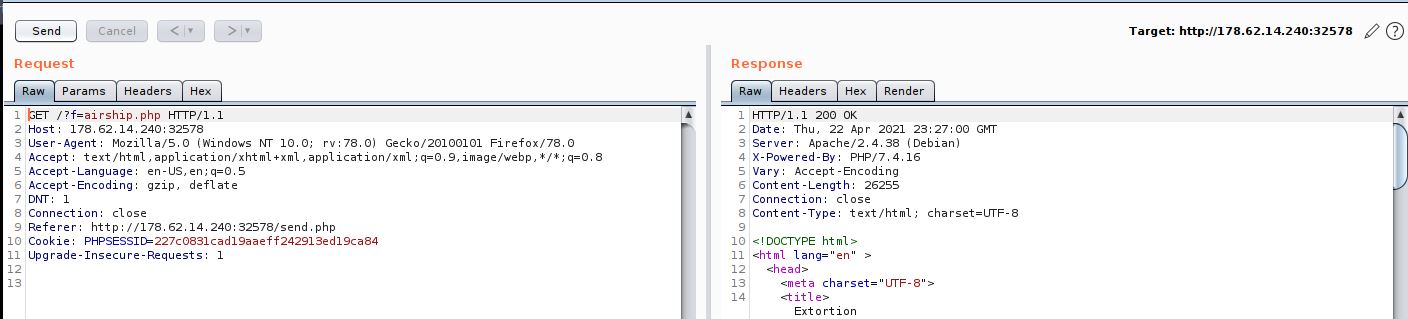 Send Cancel < > Target: http://178.62.14.240:32578
Request
Raw Params Headers Hex
1 GET /?f=airship.php HTTP/1.1
2 Host: 178.62.14.240:32578
3 User-Agent: Mozilla/5.0 (Windows NT 10.0; rv:78.0) Gecko/20100101 Firefox/78.0
4 Accept: text/html,application/xhtml+xml,application/xml;q=0.9,image/webp,*/*;q=0.8
5 Accept-Language: en-US,en;q=0.5
6 Accept-Encoding: gzip, deflate
7 DNT: 1
8 Connection: close
9 Referer: http://178.62.14.240:32578/send.php
10 Cookie: PHPSESSID=227c0831cad19aaeff242913ed19ca84
11 Upgrade-Insecure-Requests: 1
12
13
Response
Raw Headers Hex Render
1 HTTP/1.1 200 OK
2 Date: Thu, 22 Apr 2021 23:27:00 GMT
3 Server: Apache/2.4.38 (Debian)
4 X-Powered-By: PHP/7.4.16
5 Vary: Accept-Encoding
6 Content-Length: 26255
7 Connection: close
8 Content-Type: text/html; charset=UTF-8
9
10 <!DOCTYPE html>
11 <html lang="en" >
12 <head>
13 <meta charset="UTF-8">
14 <title>
Extortion